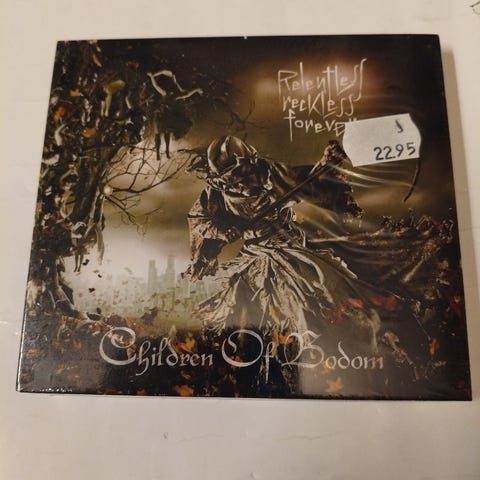 Relentless
reckless
forever
22.95
Children Of Bodom